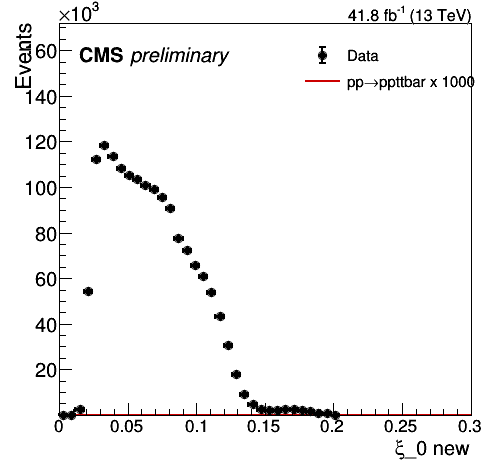 ×10³ 41.8 fb⁻¹ (13 TeV)
Events
CMS preliminary
Data
pp→ppttbar x 1000
160
140
120
100
80
60
40
20
0 0.05 0.1 0.15 0.2 0.25 0.3
ξ_0 new